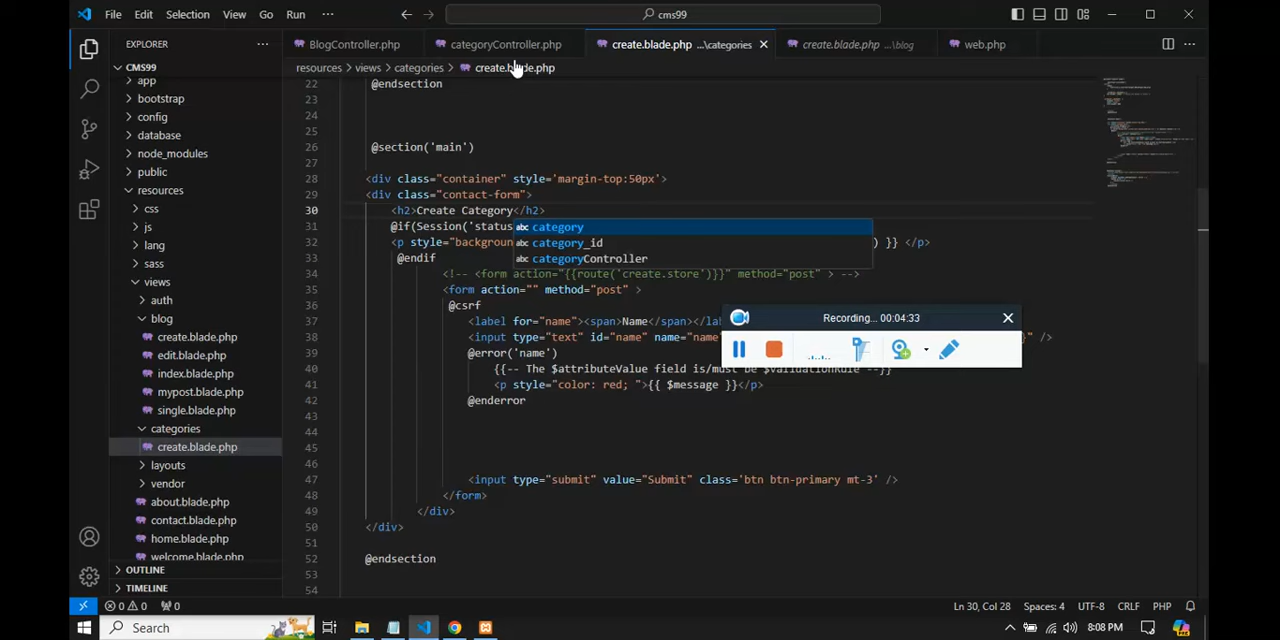 File Edit Selection View Go Run ··· cms99
EXPLORER ···
BlogController.php categoryController.php create.blade.php ...\categories create.blade.php ...\blog web.php
CMS99
resources > views > categories > create.blade.php
app
bootstrap
config
database
node_modules
public
resources
css
js
lang
sass
views
auth
blog
create.blade.php
edit.blade.php
index.blade.php
mypost.blade.php
single.blade.php
categories
create.blade.php
layouts
vendor
about.blade.php
contact.blade.php
home.blade.php
welcome.blade.php
OUTLINE
TIMELINE
22 @endsection
23
24
25
26 @section('main')
27
28 <div class="container" style='margin-top:50px'>
29 <div class="contact-form">
30 <h2>Create Category</h2>
31 @if(Session('status
32 <p style="backgroun ) }} </p>
33 @endif
category
category_id
categoryController
34 <!-- <form action="{{route('create.store')}}" method="post" > -->
35 <form action="" method="post" >
36 @csrf
37 <label for="name"><span>Name</span></la
38 <input type="text" id="name" name="name " />
39 @error('name')
40 {{-- The $attributeValue field is/must be $validationRule --}}
41 <p style="color: red; ">{{ $message }}</p>
42 @enderror
43
44
45
46
47 <input type="submit" value="Submit" class='btn btn-primary mt-3' />
48 </form>
49 </div>
50 </div>
51
52 @endsection
53
54
Recording... 00:04:33
0 0 0 Ln 30, Col 28 Spaces: 4 UTF-8 CRLF PHP
Search 8:08 PM